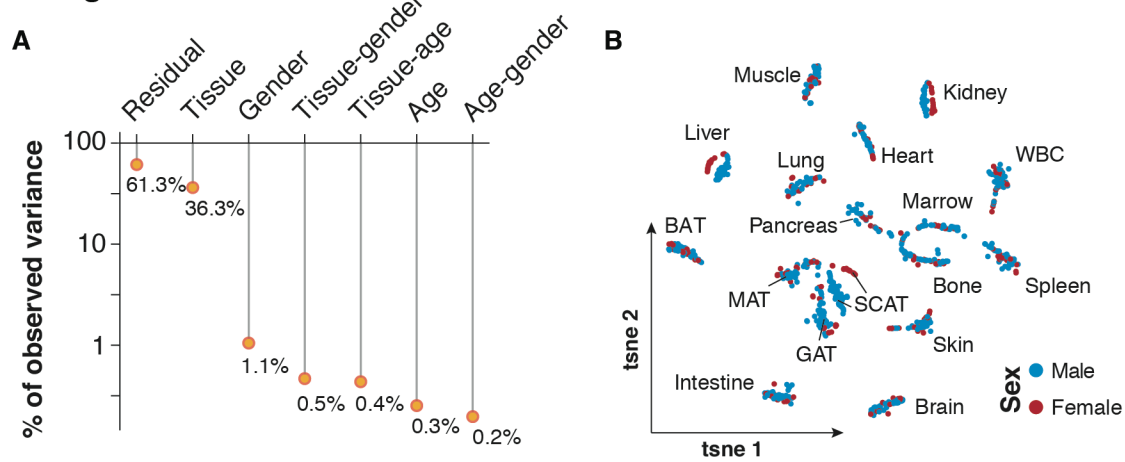 A
Residual
Tissue
Gender
Tissue-gender
Tissue-age
Age
Age-gender
100
10
1
% of observed variance
61.3%
36.3%
1.1%
0.5%
0.4%
0.3%
0.2%
B
Muscle
Kidney
Liver
Heart
WBC
Lung
Marrow
Pancreas
BAT
Bone
Spleen
MAT
SCAT
GAT
Skin
Intestine
Brain
tsne 2
tsne 1
Sex
Male
Female